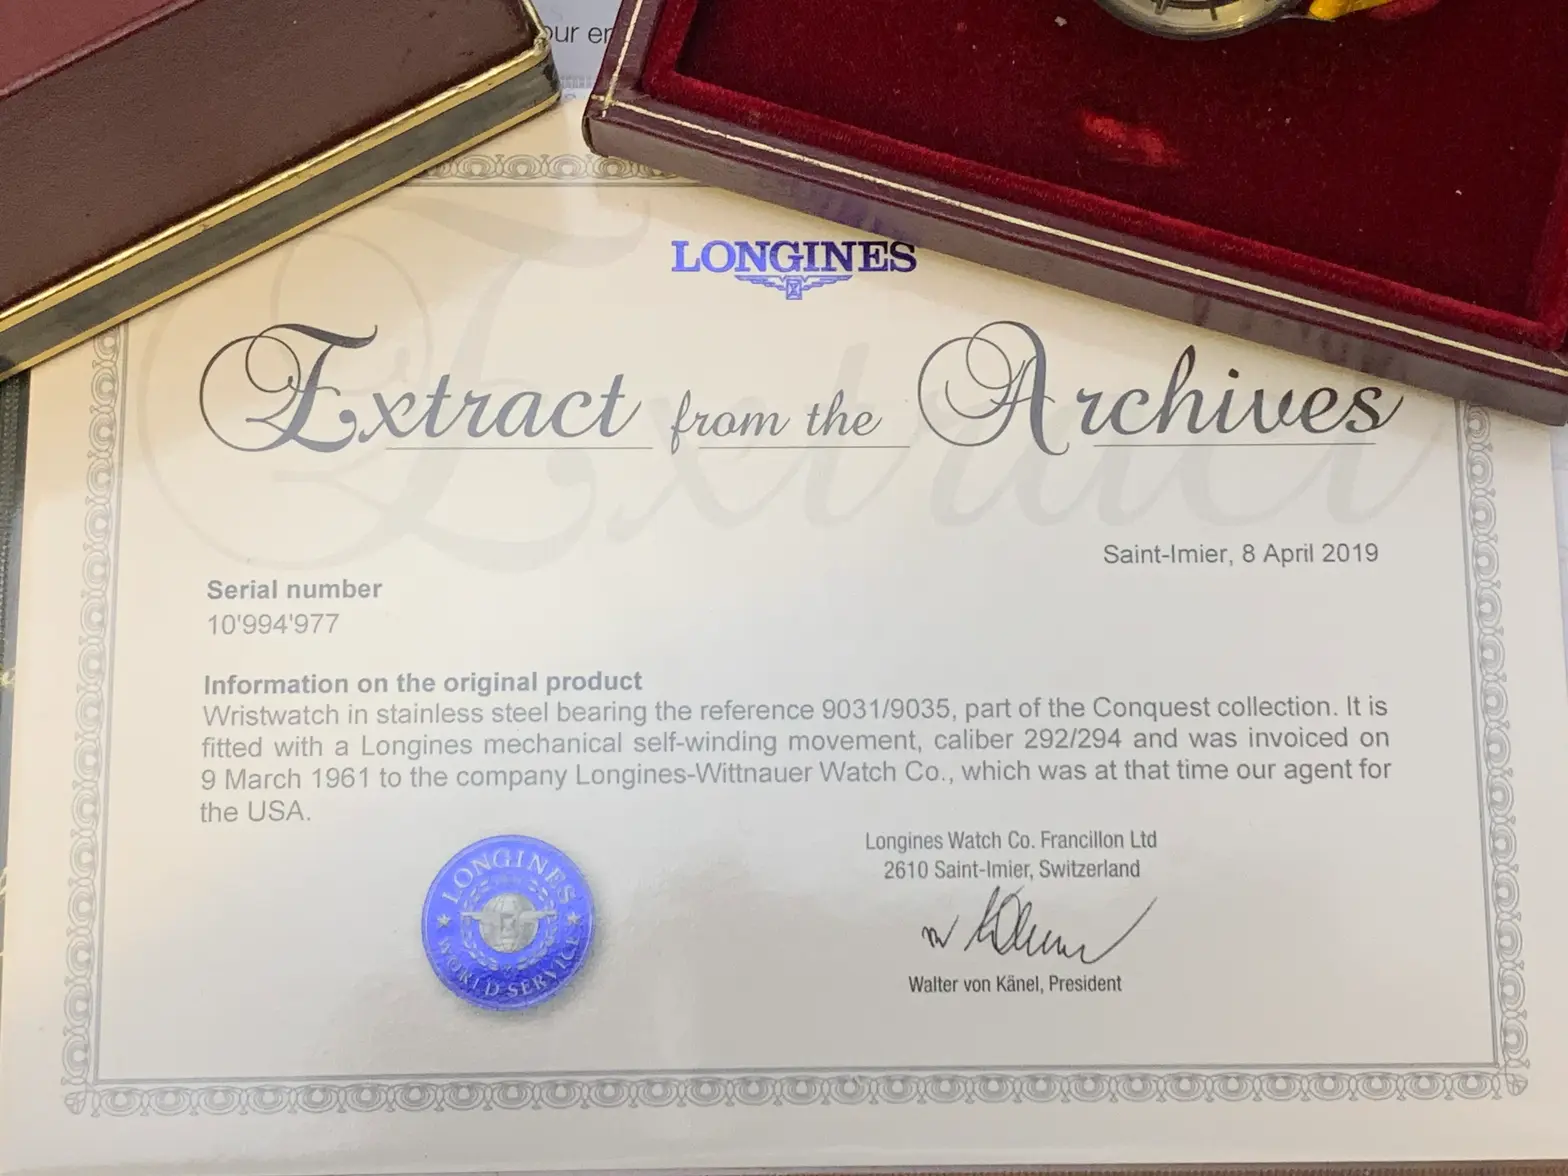 our en
LONGINES
Extract from the Archives
Saint-Imier, 8 April 2019
Serial number
10'994'977
Information on the original product
Wristwatch in stainless steel bearing the reference 9031/9035, part of the Conquest collection. It is
fitted with a Longines mechanical self-winding movement, caliber 292/294 and was invoiced on
9 March 1961 to the company Longines-Wittnauer Watch Co., which was at that time our agent for
the USA.
Longines Watch Co. Francillon Ltd
2610 Saint-Imier, Switzerland
Walter von Känel, President
LONGINES
WORLD SERVICE